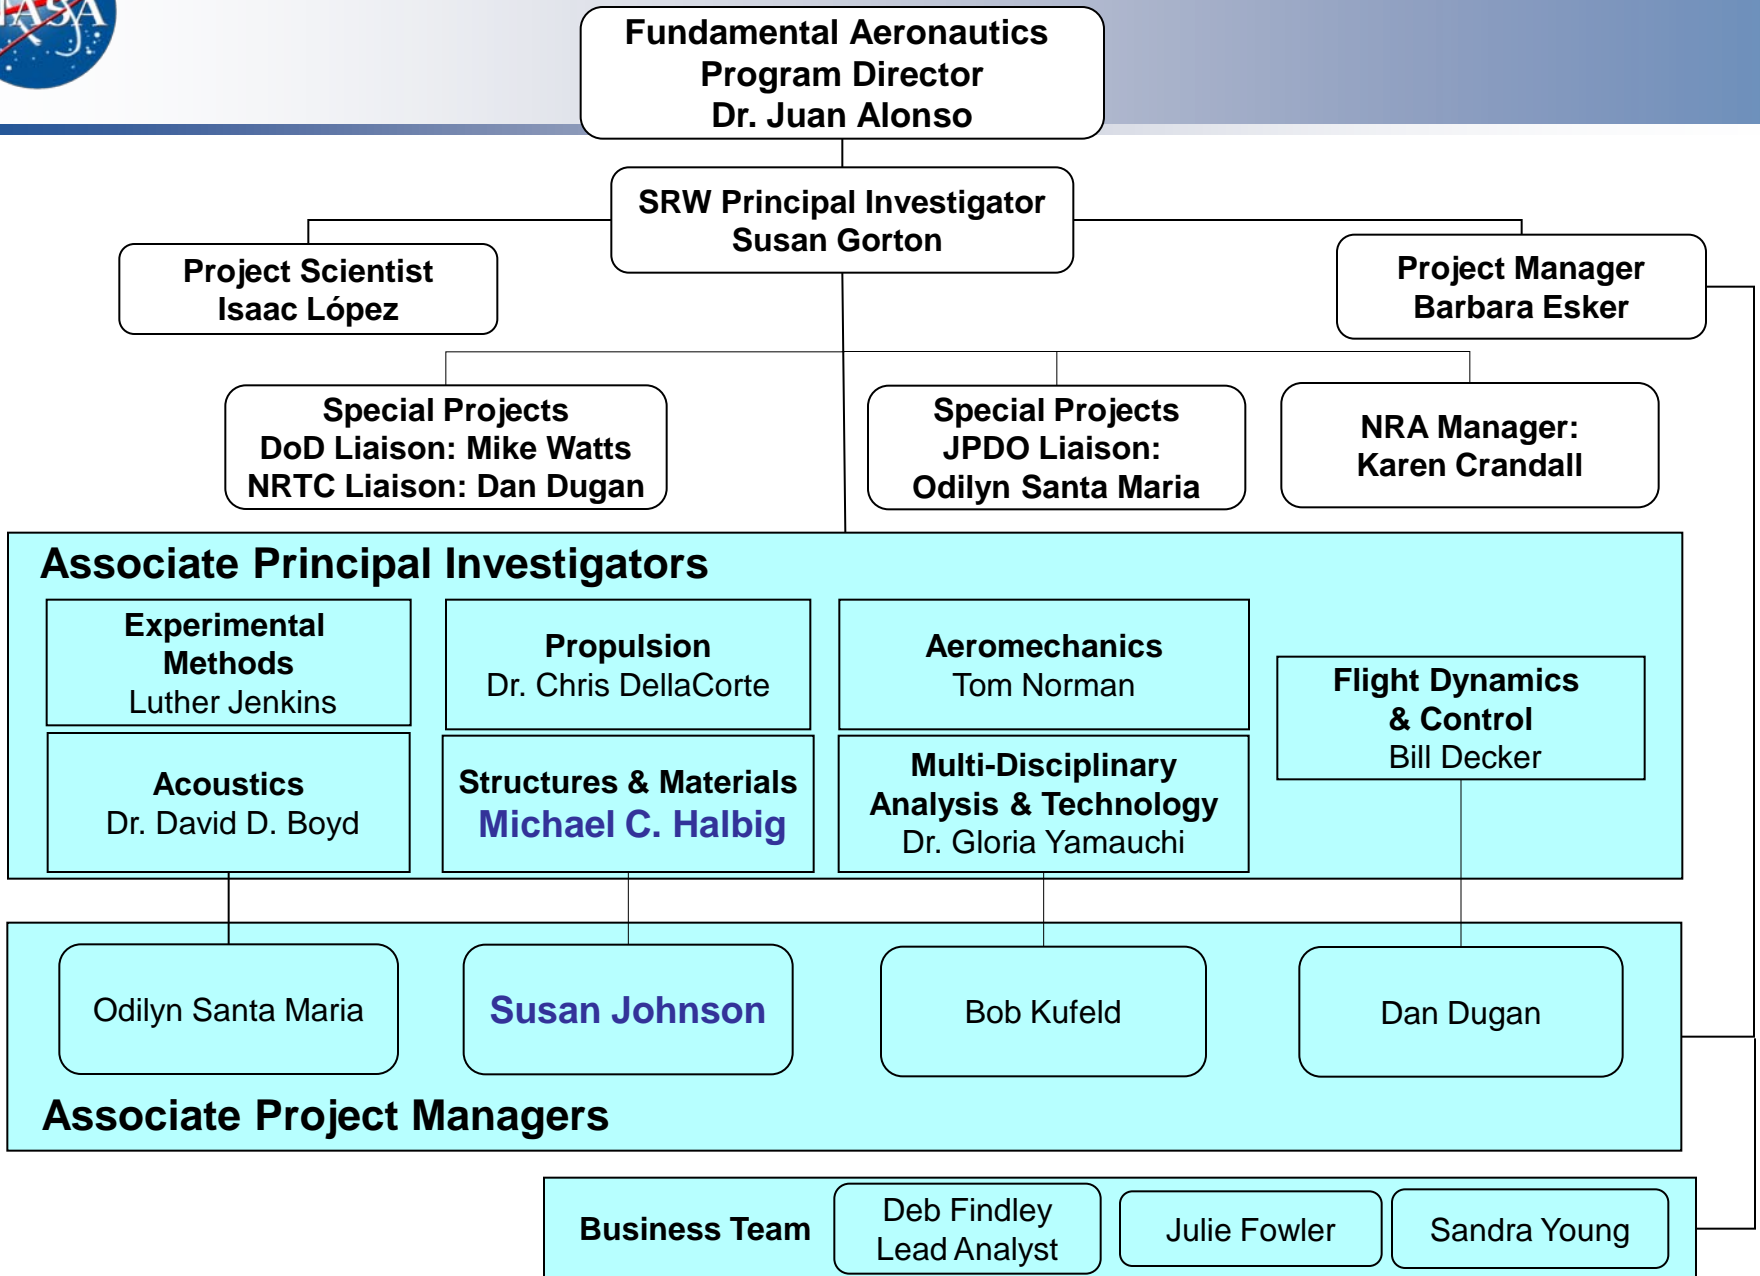 NASA
Fundamental Aeronautics
Program Director
Dr. Juan Alonso
SRW Principal Investigator
Susan Gorton
Project Scientist
Isaac López
Project Manager
Barbara Esker
Special Projects
DoD Liaison: Mike Watts
NRTC Liaison: Dan Dugan
Special Projects
JPDO Liaison:
Odilyn Santa Maria
NRA Manager:
Karen Crandall
Associate Principal Investigators
Experimental
Methods
Luther Jenkins
Propulsion
Dr. Chris DellaCorte
Aeromechanics
Tom Norman
Flight Dynamics
& Control
Bill Decker
Acoustics
Dr. David D. Boyd
Structures & Materials
Michael C. Halbig
Multi-Disciplinary
Analysis & Technology
Dr. Gloria Yamauchi
Odilyn Santa Maria
Susan Johnson
Bob Kufeld
Dan Dugan
Associate Project Managers
Business Team
Deb Findley
Lead Analyst
Julie Fowler
Sandra Young